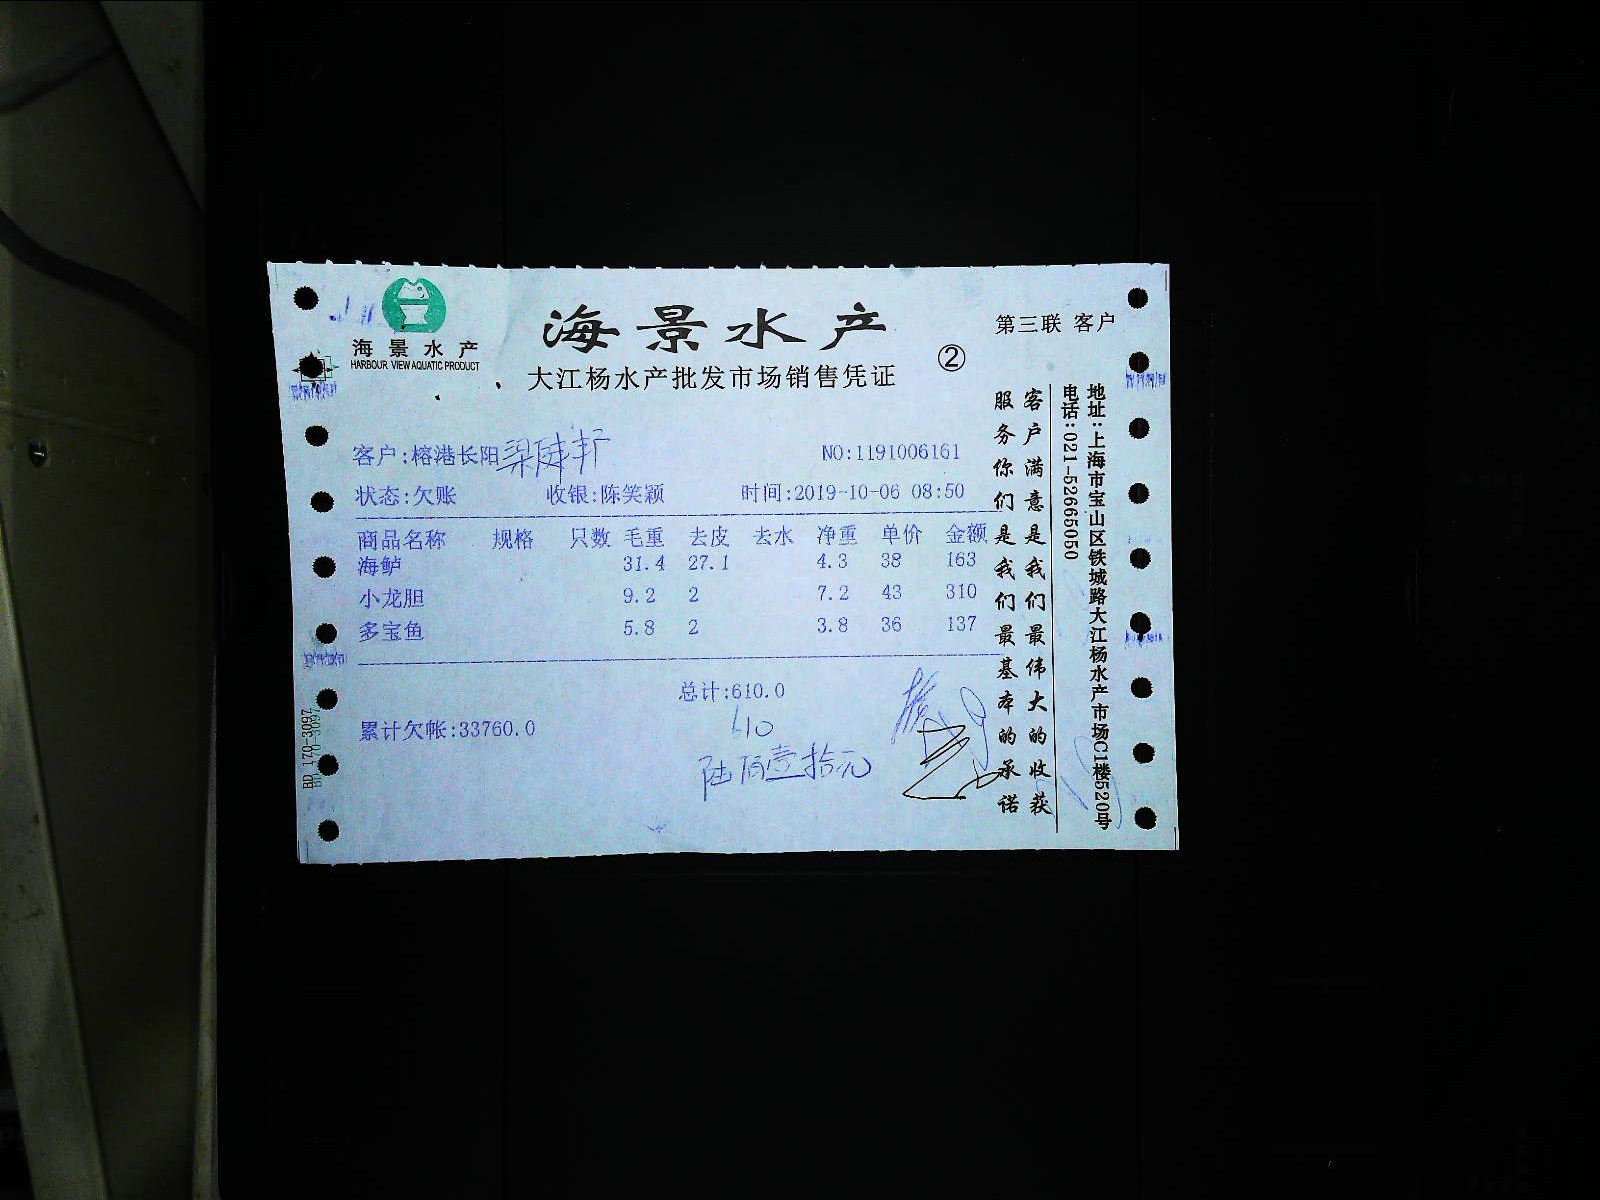 海景水产
HARBOUR VIEW AQUATIC PRODUCT
海景水产
大江杨水产批发市场销售凭证
②
第三联 客户
客户:榕港长阳
NO:1191006161
状态:欠账 收银:陈笑颖 时间:2019-10-06 08:50
商品名称 规格 只数 毛重 去皮 去水 净重 单价 金额
海鲈 31.4 27.1 4.3 38 163
小龙胆 9.2 2 7.2 43 310
多宝鱼 5.8 2 3.8 36 137
总计:610.0
累计欠帐:33760.0
610
陆佰壹拾元
客户满意是我们最伟大的收获
服务你们是我们最基本的承诺
地址:上海市宝山区铁城路大江杨水产市场C1楼520号
电话:021-52665050
BD 170-3097